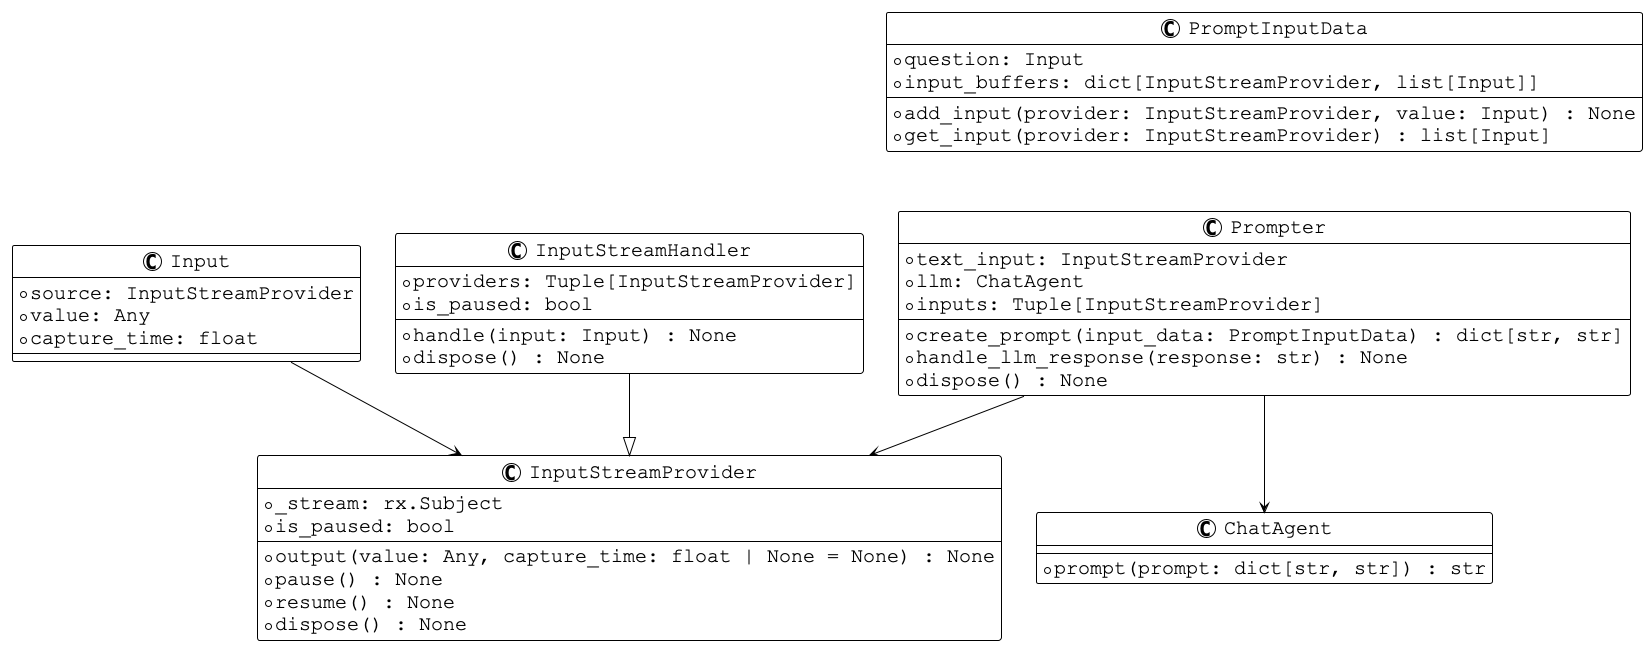 C PromptInputData
question: Input
input_buffers: dict[InputStreamProvider, list[Input]]
add_input(provider: InputStreamProvider, value: Input) : None
get_input(provider: InputStreamProvider) : list[Input]
C Input
source: InputStreamProvider
value: Any
capture_time: float
C InputStreamHandler
providers: Tuple[InputStreamProvider]
is_paused: bool
handle(input: Input) : None
dispose() : None
C Prompter
text_input: InputStreamProvider
llm: ChatAgent
inputs: Tuple[InputStreamProvider]
create_prompt(input_data: PromptInputData) : dict[str, str]
handle_llm_response(response: str) : None
dispose() : None
C InputStreamProvider
_stream: rx.Subject
is_paused: bool
output(value: Any, capture_time: float | None = None) : None
pause() : None
resume() : None
dispose() : None
C ChatAgent
prompt(prompt: dict[str, str]) : str